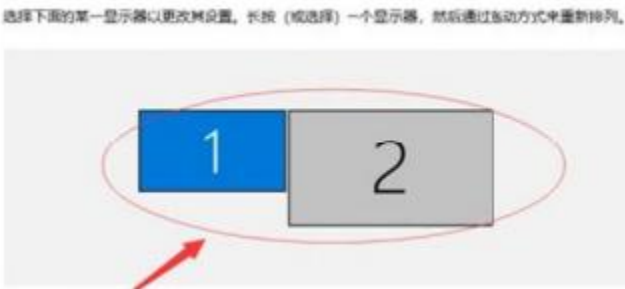 选择下面的某一显示器以更改其设置。长按（或选择）一个显示器，然后通过拖动方式来重新排列。
1 2